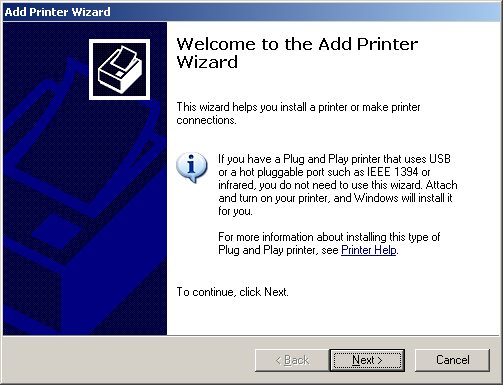 Add Printer Wizard
Welcome to the Add Printer
Wizard
This wizard helps you install a printer or make printer
connections.
If you have a Plug and Play printer that uses USB
or a hot pluggable port such as IEEE 1394 or
infrared, you do not need to use this wizard. Attach
and turn on your printer, and Windows will install it
for you.
For more information about installing this type of
Plug and Play printer, see Printer Help.
To continue, click Next.
< Back
Next >
Cancel